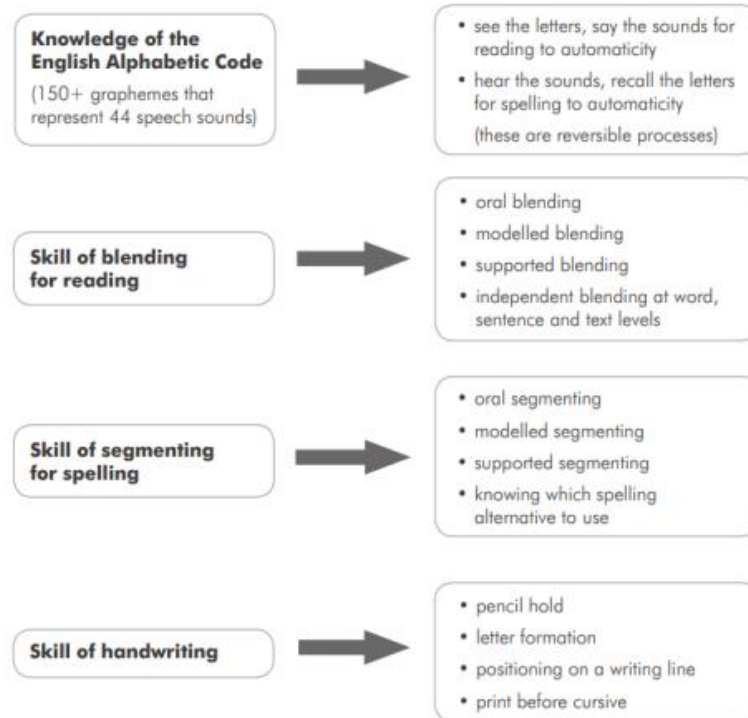 Knowledge of the
English Alphabetic Code
(150+ graphemes that
represent 44 speech sounds)
• see the letters, say the sounds for
reading to automaticity
• hear the sounds, recall the letters
for spelling to automaticity
(these are reversible processes)
Skill of blending
for reading
• oral blending
• modelled blending
• supported blending
• independent blending at word,
sentence and text levels
Skill of segmenting
for spelling
• oral segmenting
• modelled segmenting
• supported segmenting
• knowing which spelling
alternative to use
Skill of handwriting
• pencil hold
• letter formation
• positioning on a writing line
• print before cursive